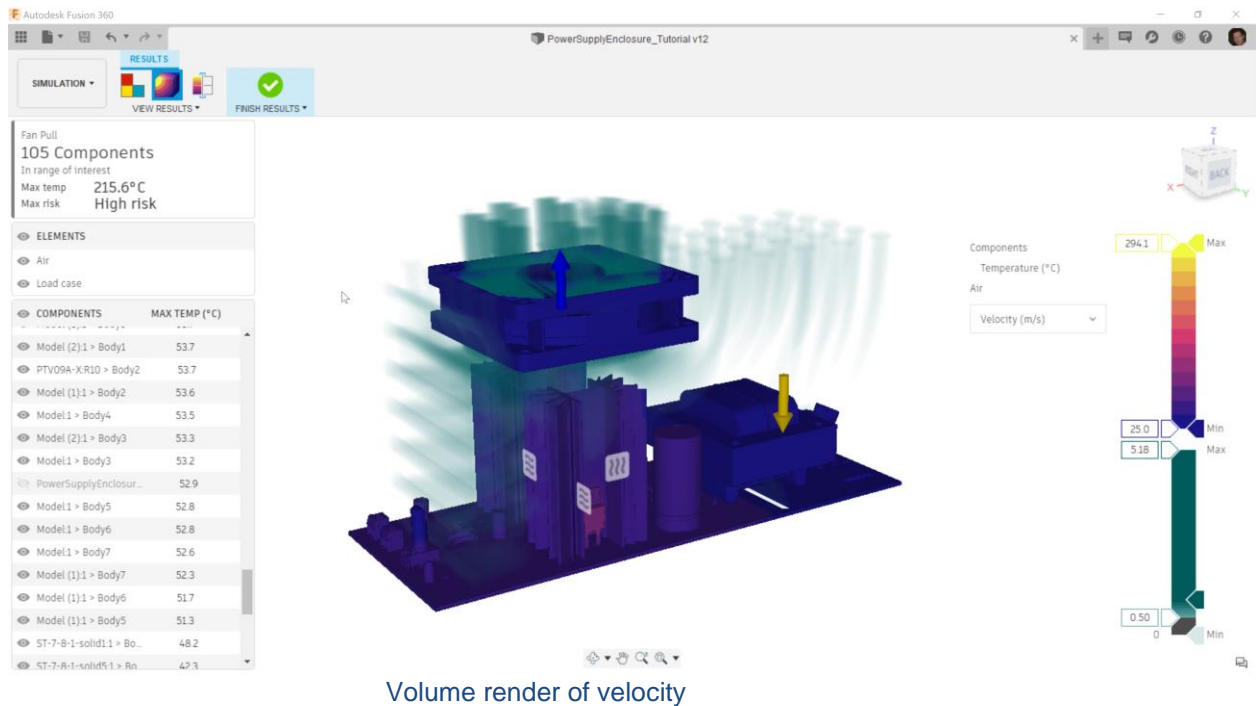 Autodesk Fusion 360
PowerSupplyEnclosure_Tutorial v12
RESULTS
SIMULATION
VIEW RESULTS
FINISH RESULTS
Fan Pull
105 Components
In range of interest
Max temp 215.6°C
Max risk High risk
ELEMENTS
Air
Load case
COMPONENTS MAX TEMP (°C)
Model (2):1 > Body1 53.7
PTV09A-X:R10 > Body2 53.7
Model (1):1 > Body2 53.6
Model:1 > Body4 53.5
Model (2):1 > Body3 53.3
Model:1 > Body3 53.2
PowerSupplyEnclosur... 52.9
Model:1 > Body5 52.8
Model:1 > Body6 52.8
Model:1 > Body7 52.6
Model (1):1 > Body7 52.3
Model (1):1 > Body6 51.7
Model (1):1 > Body5 51.3
ST-7-8-1-solid1:1 > Bo... 48.2
ST-7-8-1-solid5:1 > Bo 42.3
Z
RIGHT BACK
X Y
Components
Temperature (°C)
Air
Velocity (m/s)
294.1 Max
25.0 Min
5.18 Max
0.50
0 Min
Volume render of velocity